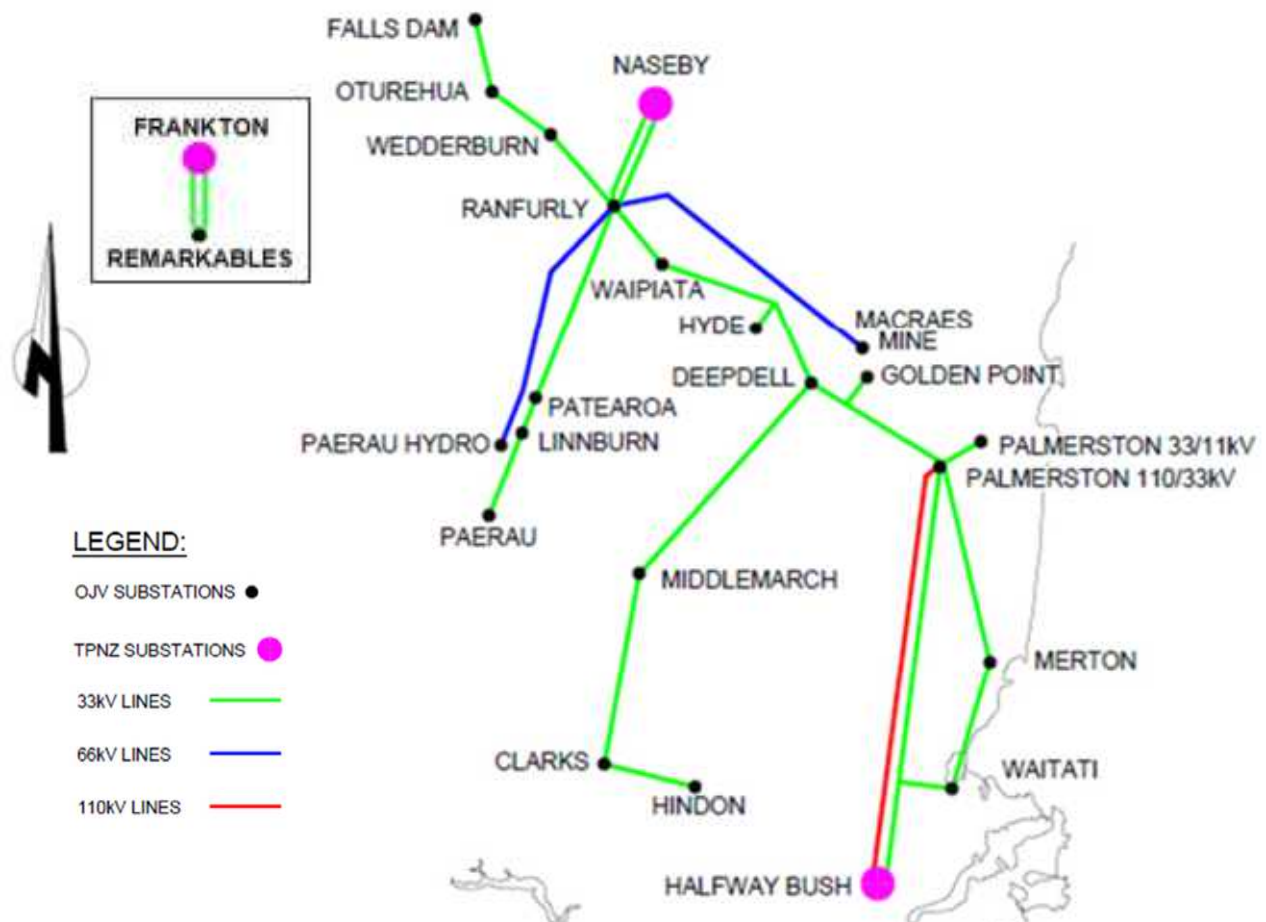 FALLS DAM
NASEBY
OTUREHUA
FRANKTON
WEDDERBURN
RANFURLY
REMARKABLES
WAIPIATA
HYDE
MACRAES
MINE
DEEPDELL
GOLDEN POINT
PATEAROA
PAERAU HYDRO
LINNBURN
PALMERSTON 33/11kV
PALMERSTON 110/33kV
PAERAU
LEGEND:
MIDDLEMARCH
OJV SUBSTATIONS
TPNZ SUBSTATIONS
MERTON
33kV LINES
66kV LINES
CLARKS
WAITATI
HINDON
110kV LINES
HALFWAY BUSH